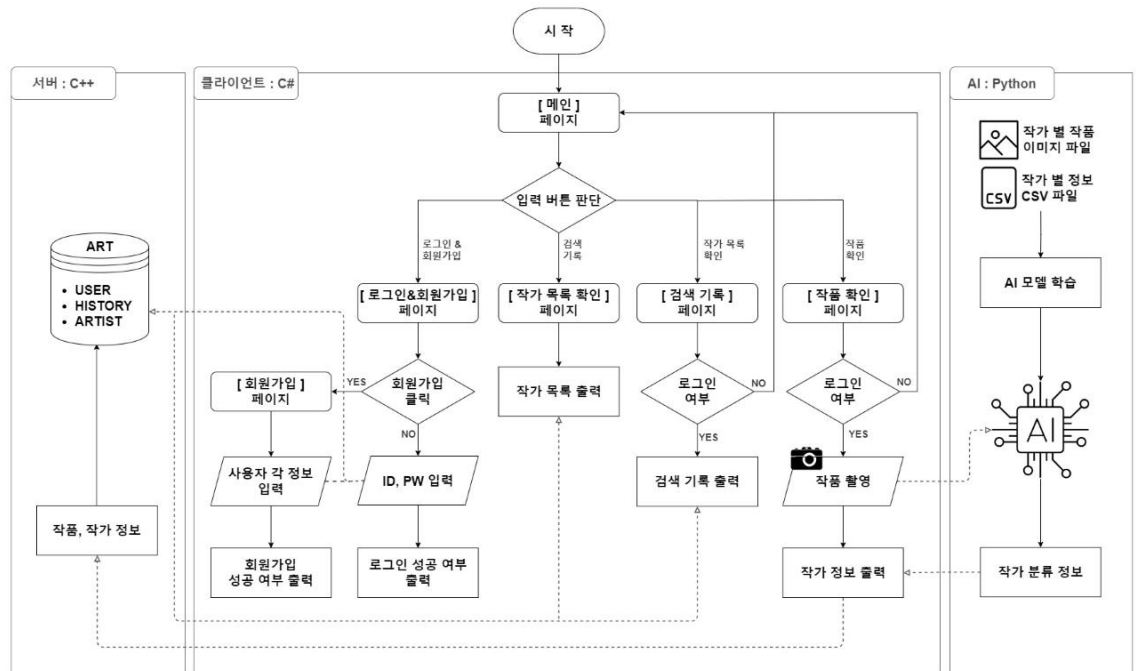 시 작
서버 : C++
클라이언트 : C#
AI : Python
[ 메인 ]
페이지
작가 별 작품
이미지 파일
CSV
작가 별 정보
CSV 파일
입력 버튼 판단
로그인 &
회원가입
검색
기록
작가 목록
확인
작품
확인
ART
• USER
• HISTORY
• ARTIST
[ 로그인&회원가입 ]
페이지
[ 작가 목록 확인 ]
페이지
[ 검색 기록 ]
페이지
[ 작품 확인 ]
페이지
AI 모델 학습
[ 회원가입 ]
페이지
YES
회원가입
클릭
작가 목록 출력
로그인
여부
NO
로그인
여부
NO
AI
NO
YES
YES
사용자 각 정보
입력
ID, PW 입력
검색 기록 출력
작품 촬영
작품, 작가 정보
회원가입
성공 여부 출력
로그인 성공 여부
출력
작가 정보 출력
작가 분류 정보